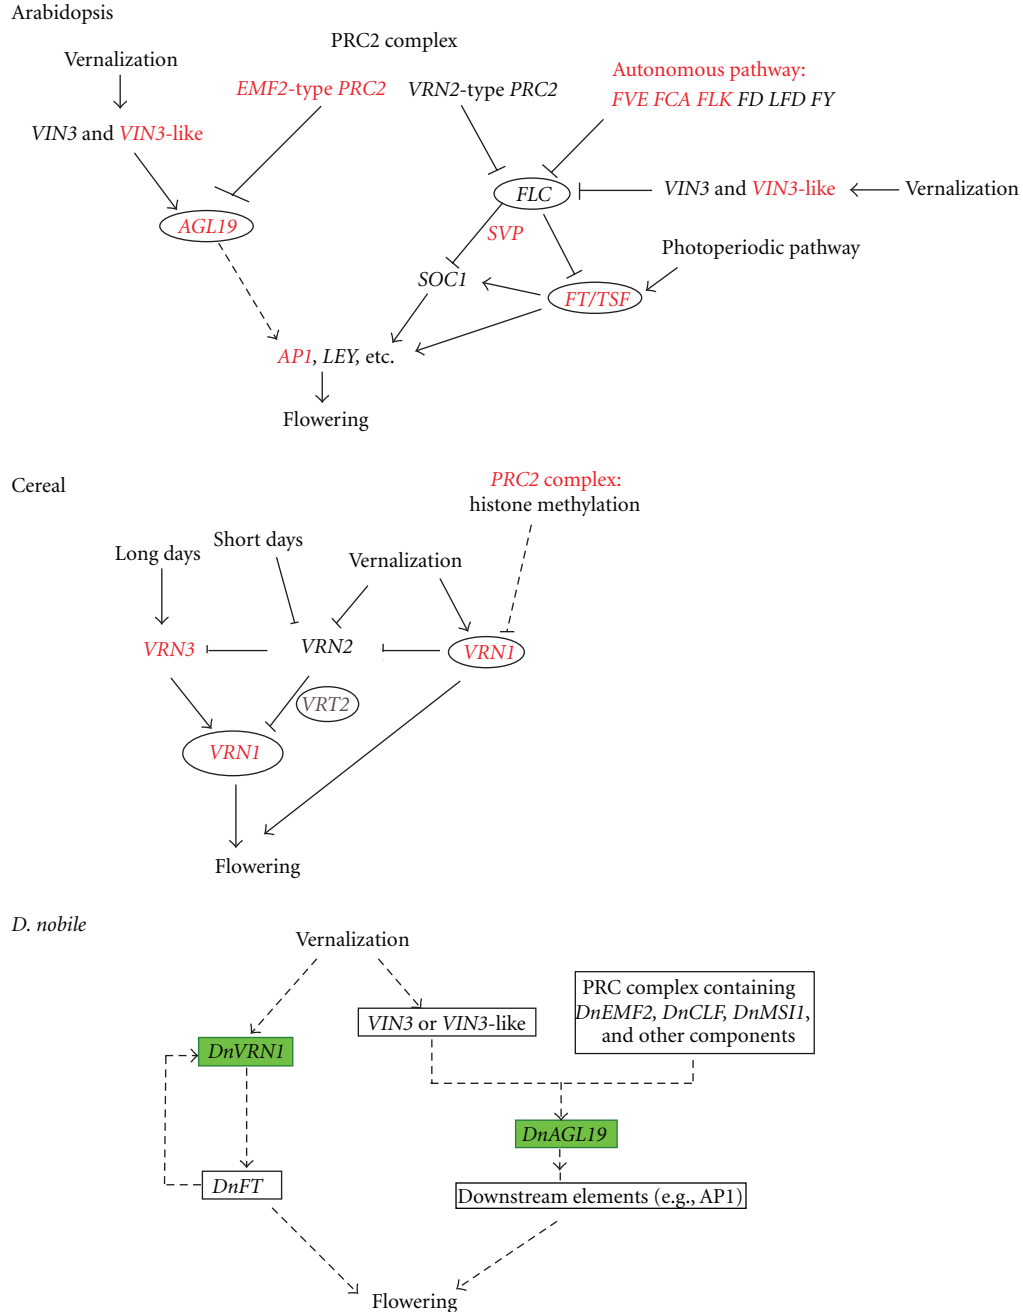 Arabidopsis
PRC2 complex
Vernalization
EMF2-type PRC2
VRN2-type PRC2
Autonomous pathway:
FVE FCA FLK FD LFD FY
VIN3 and VIN3-like
FLC
VIN3 and VIN3-like
Vernalization
AGL19
SVP
Photoperiodic pathway
SOC1
FT/TSF
AP1, LEY, etc.
Flowering
Cereal
PRC2 complex:
histone methylation
Long days
Short days
Vernalization
VRN3
VRN2
VRN1
VRT2
VRN1
Flowering
D. nobile
Vernalization
PRC complex containing
DnEMF2, DnCLF, DnMSI1,
and other components
VIN3 or VIN3-like
DnVRN1
DnAGL19
DnFT
Downstream elements (e.g., AP1)
Flowering